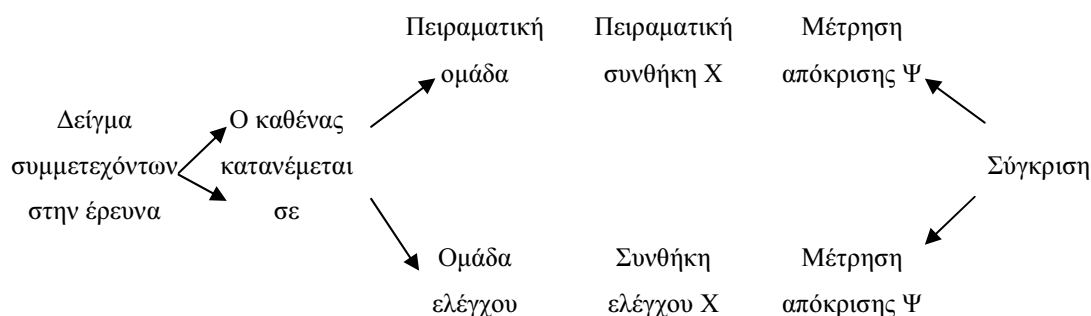 Πειραματική
ομάδα
Πειραματική
συνθήκη Χ
Μέτρηση
απόκρισης Ψ
Δείγμα
συμμετεχόντων
στην έρευνα
Ο καθένας
κατανέμεται
σε
Σύγκριση
Ομάδα
ελέγχου
Συνθήκη
ελέγχου Χ
Μέτρηση
απόκρισης Ψ